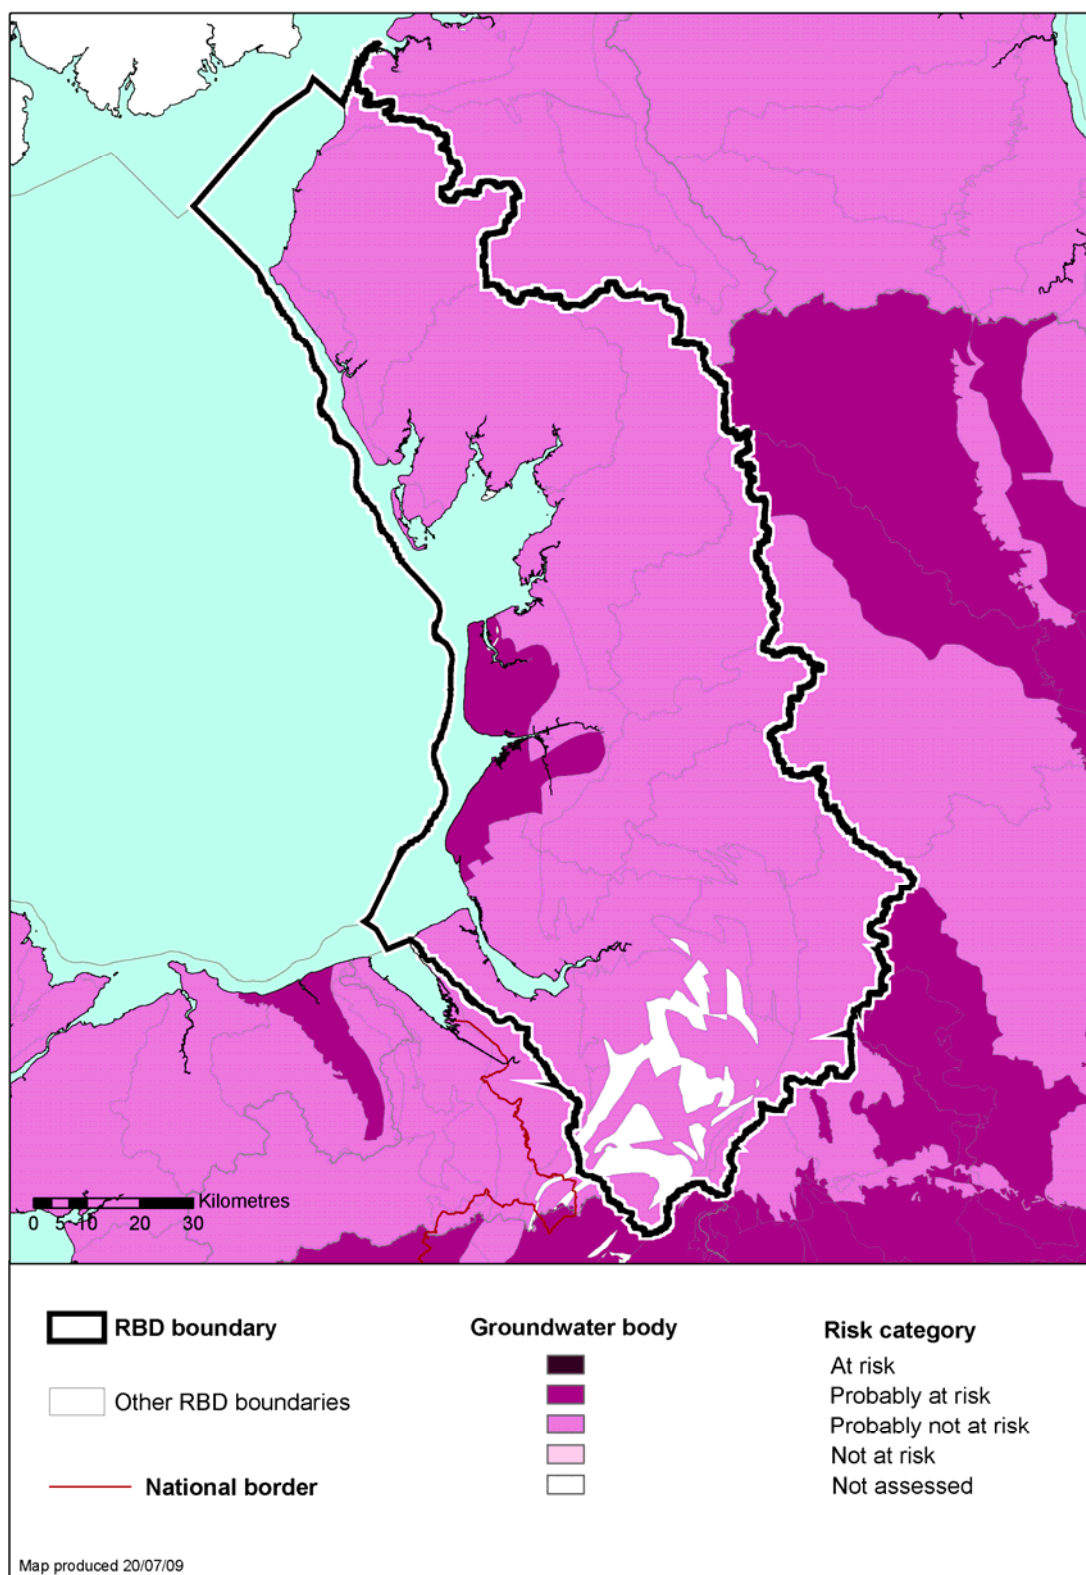 Kilometres
0 5 10 20 30
RBD boundary
Other RBD boundaries
National border
Groundwater body
Risk category
At risk
Probably at risk
Probably not at risk
Not at risk
Not assessed
Map produced 20/07/09